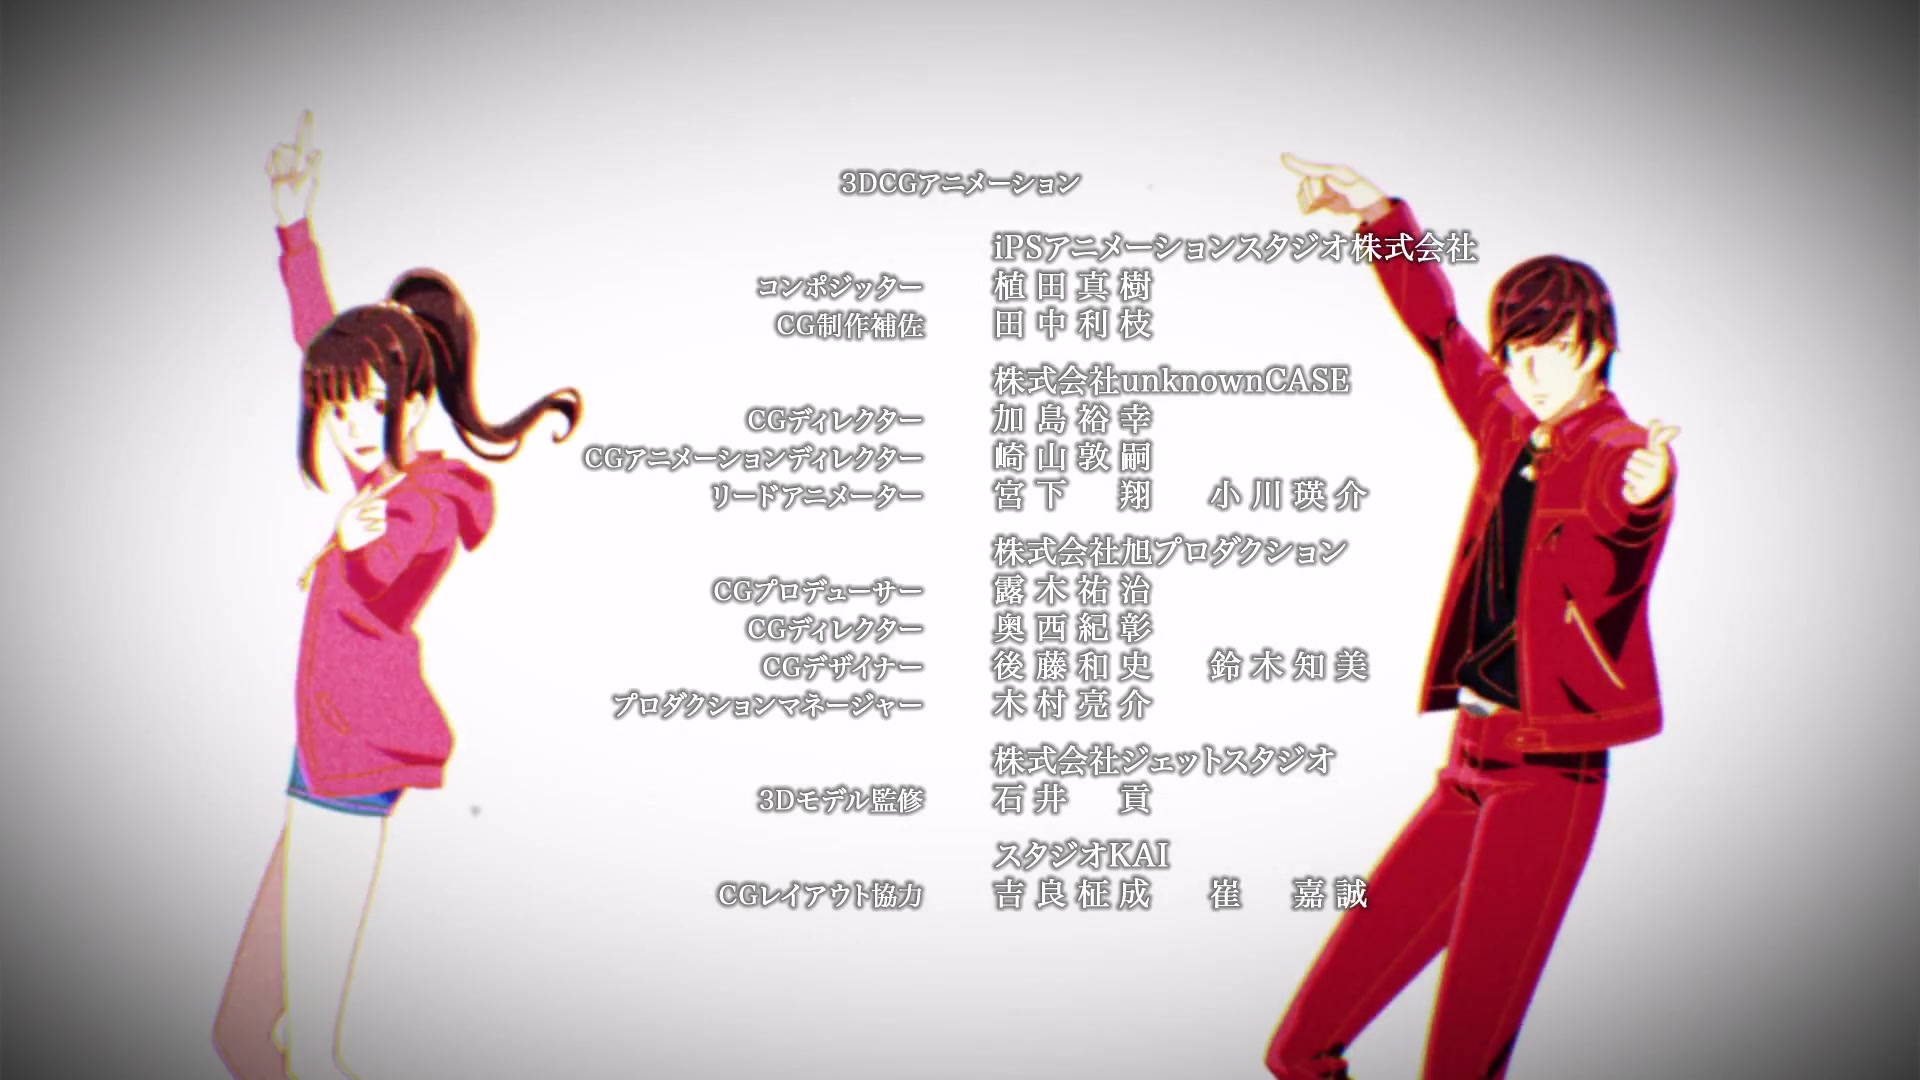 3DCGアニメーション
iPSアニメーションスタジオ株式会社
コンポジッター 植田真樹
CG制作補佐 田中利枝
株式会社unknownCASE
CGディレクター 加島裕幸
CGアニメーションディレクター 崎山敦嗣
リードアニメーター 宮下 翔 小川瑛介
株式会社旭プロダクション
CGプロデューサー 露木祐治
CGディレクター 奥西紀彰
CGデザイナー 後藤和史 鈴木知美
プロダクションマネージャー 木村亮介
株式会社ジェットスタジオ
3Dモデル監修 石井 貢
スタジオKAI
CGレイアウト協力 吉良柾成 崔 嘉誠